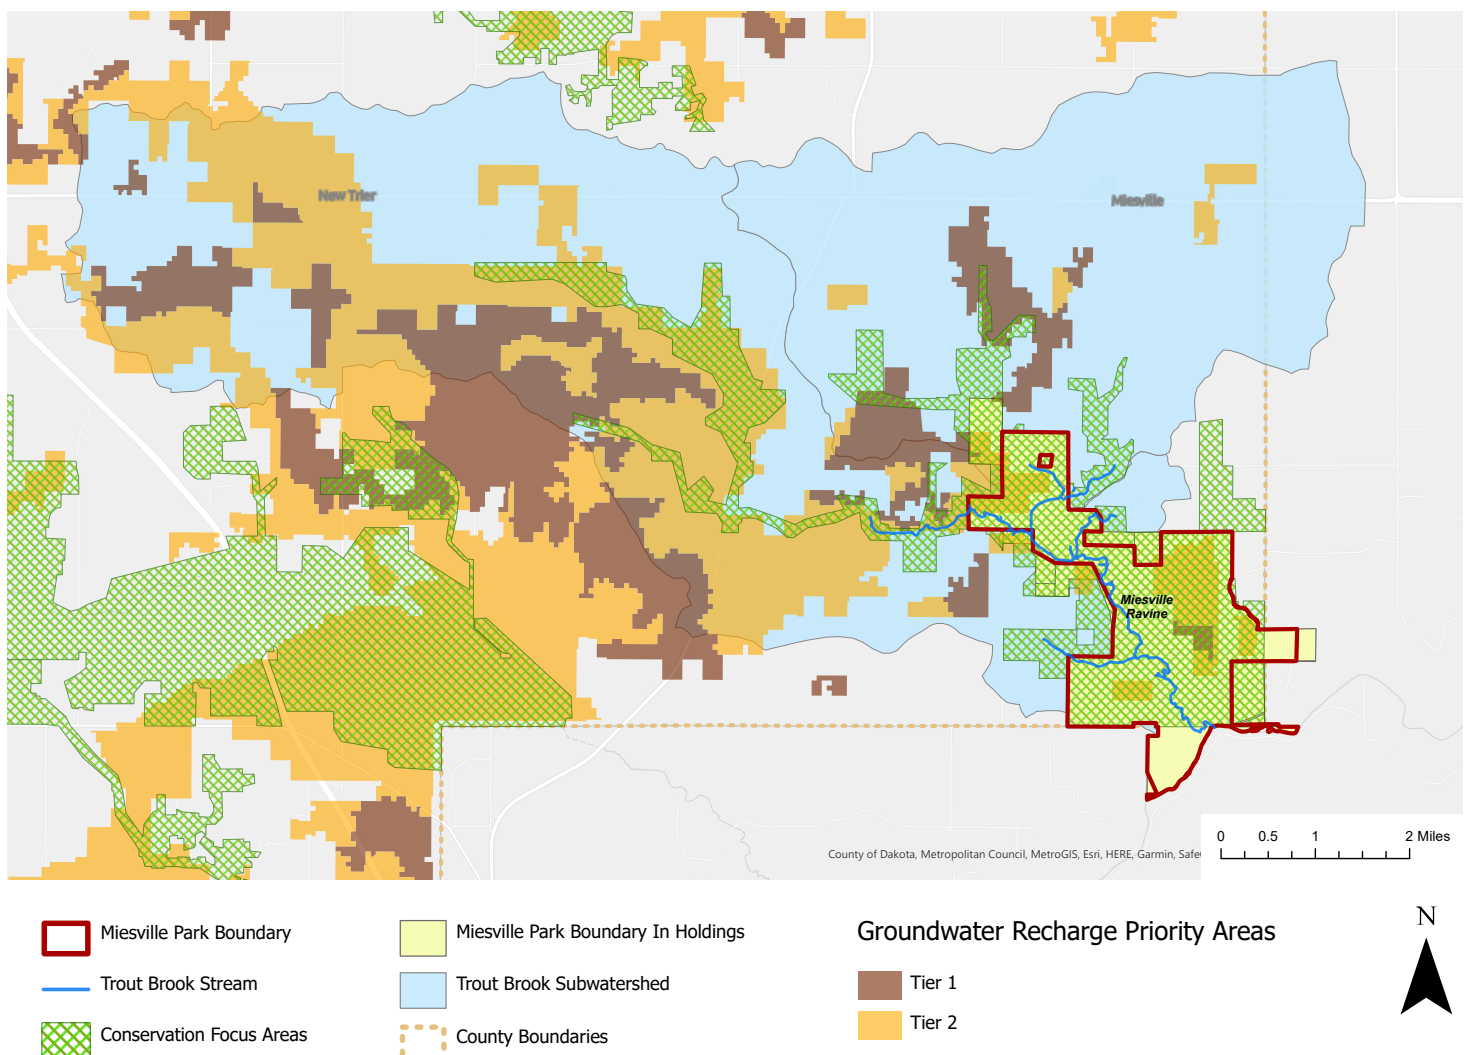 New Trier
Miesville
Miesville
Ravine
County of Dakota, Metropolitan Council, MetroGIS, Esri, HERE, Garmin, Safe
0 0.5 1 2 Miles
Miesville Park Boundary
Trout Brook Stream
Conservation Focus Areas
Miesville Park Boundary In Holdings
Trout Brook Subwatershed
County Boundaries
Groundwater Recharge Priority Areas
Tier 1
Tier 2
N